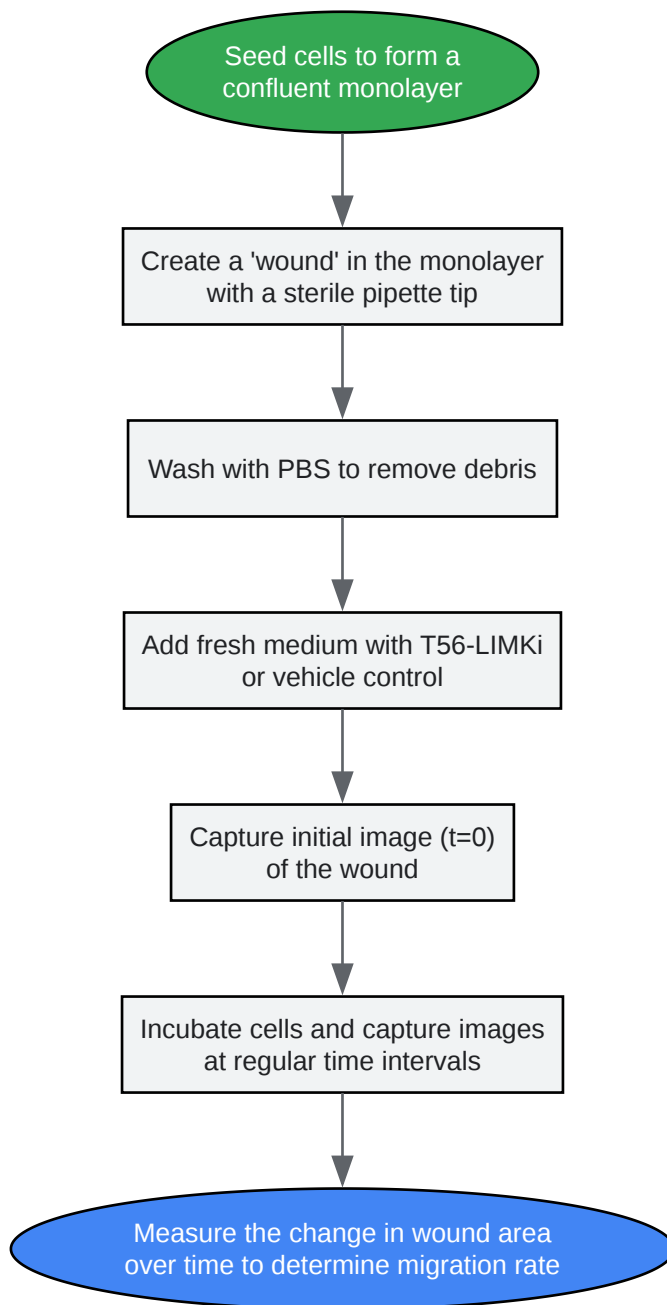 Seed cells to form a
confluent monolayer
Create a 'wound' in the monolayer
with a sterile pipette tip
Wash with PBS to remove debris
Add fresh medium with T56-LIMKi
or vehicle control
Capture initial image (t=0)
of the wound
Incubate cells and capture images
at regular time intervals
Measure the change in wound area
over time to determine migration rate